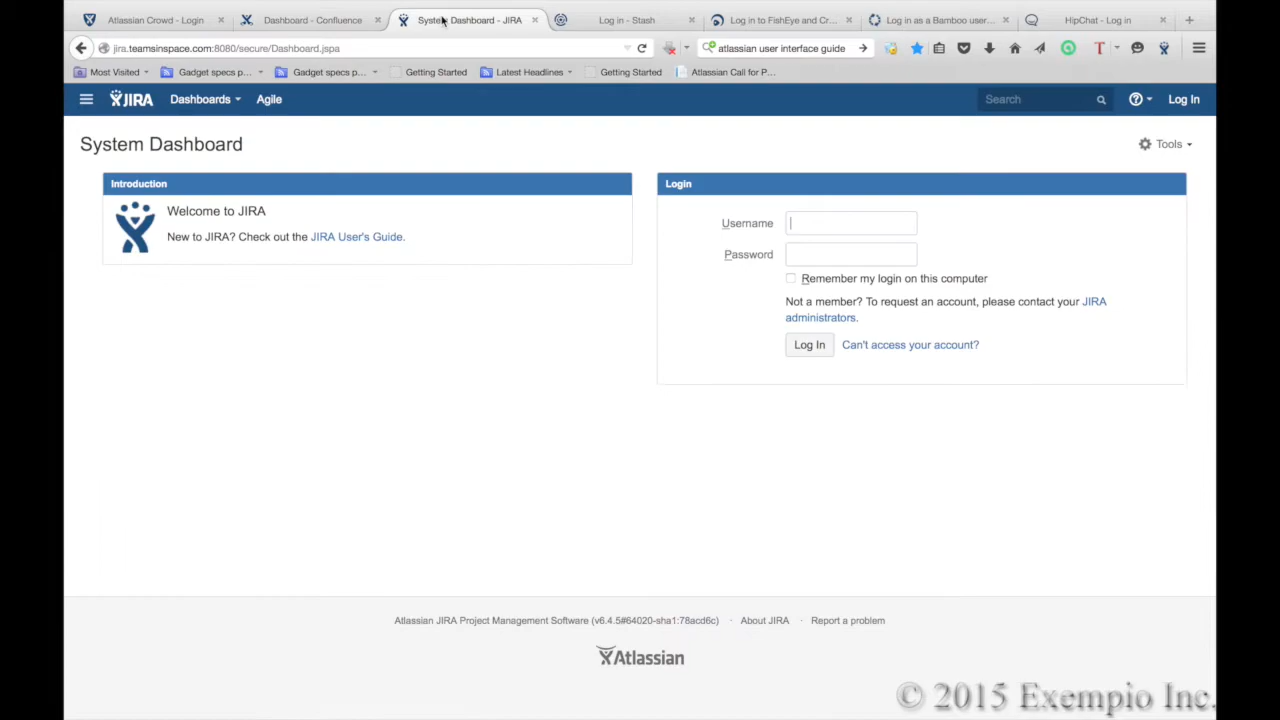 Atlassian Crowd - Login
Dashboard - Confluence
System Dashboard - JIRA
Log in - Stash
Log in to FishEye and Cr...
Log in as a Bamboo user...
HipChat - Log in
jira.teamsinspace.com:8080/secure/Dashboard.jspa
atlassian user interface guide
Most Visited
Gadget specs p...
Gadget specs p...
Getting Started
Latest Headlines
Getting Started
Atlassian Call for P...
JIRA
Dashboards
Agile
Search
Log In
System Dashboard
Tools
Introduction
Welcome to JIRA
New to JIRA? Check out the JIRA User's Guide.
Login
Username
Password
Remember my login on this computer
Not a member? To request an account, please contact your JIRA
administrators.
Log In
Can't access your account?
Atlassian JIRA Project Management Software (v6.4.5#64020-sha1:78acd6c) · About JIRA · Report a problem
Atlassian
© 2015 Exempio Inc.